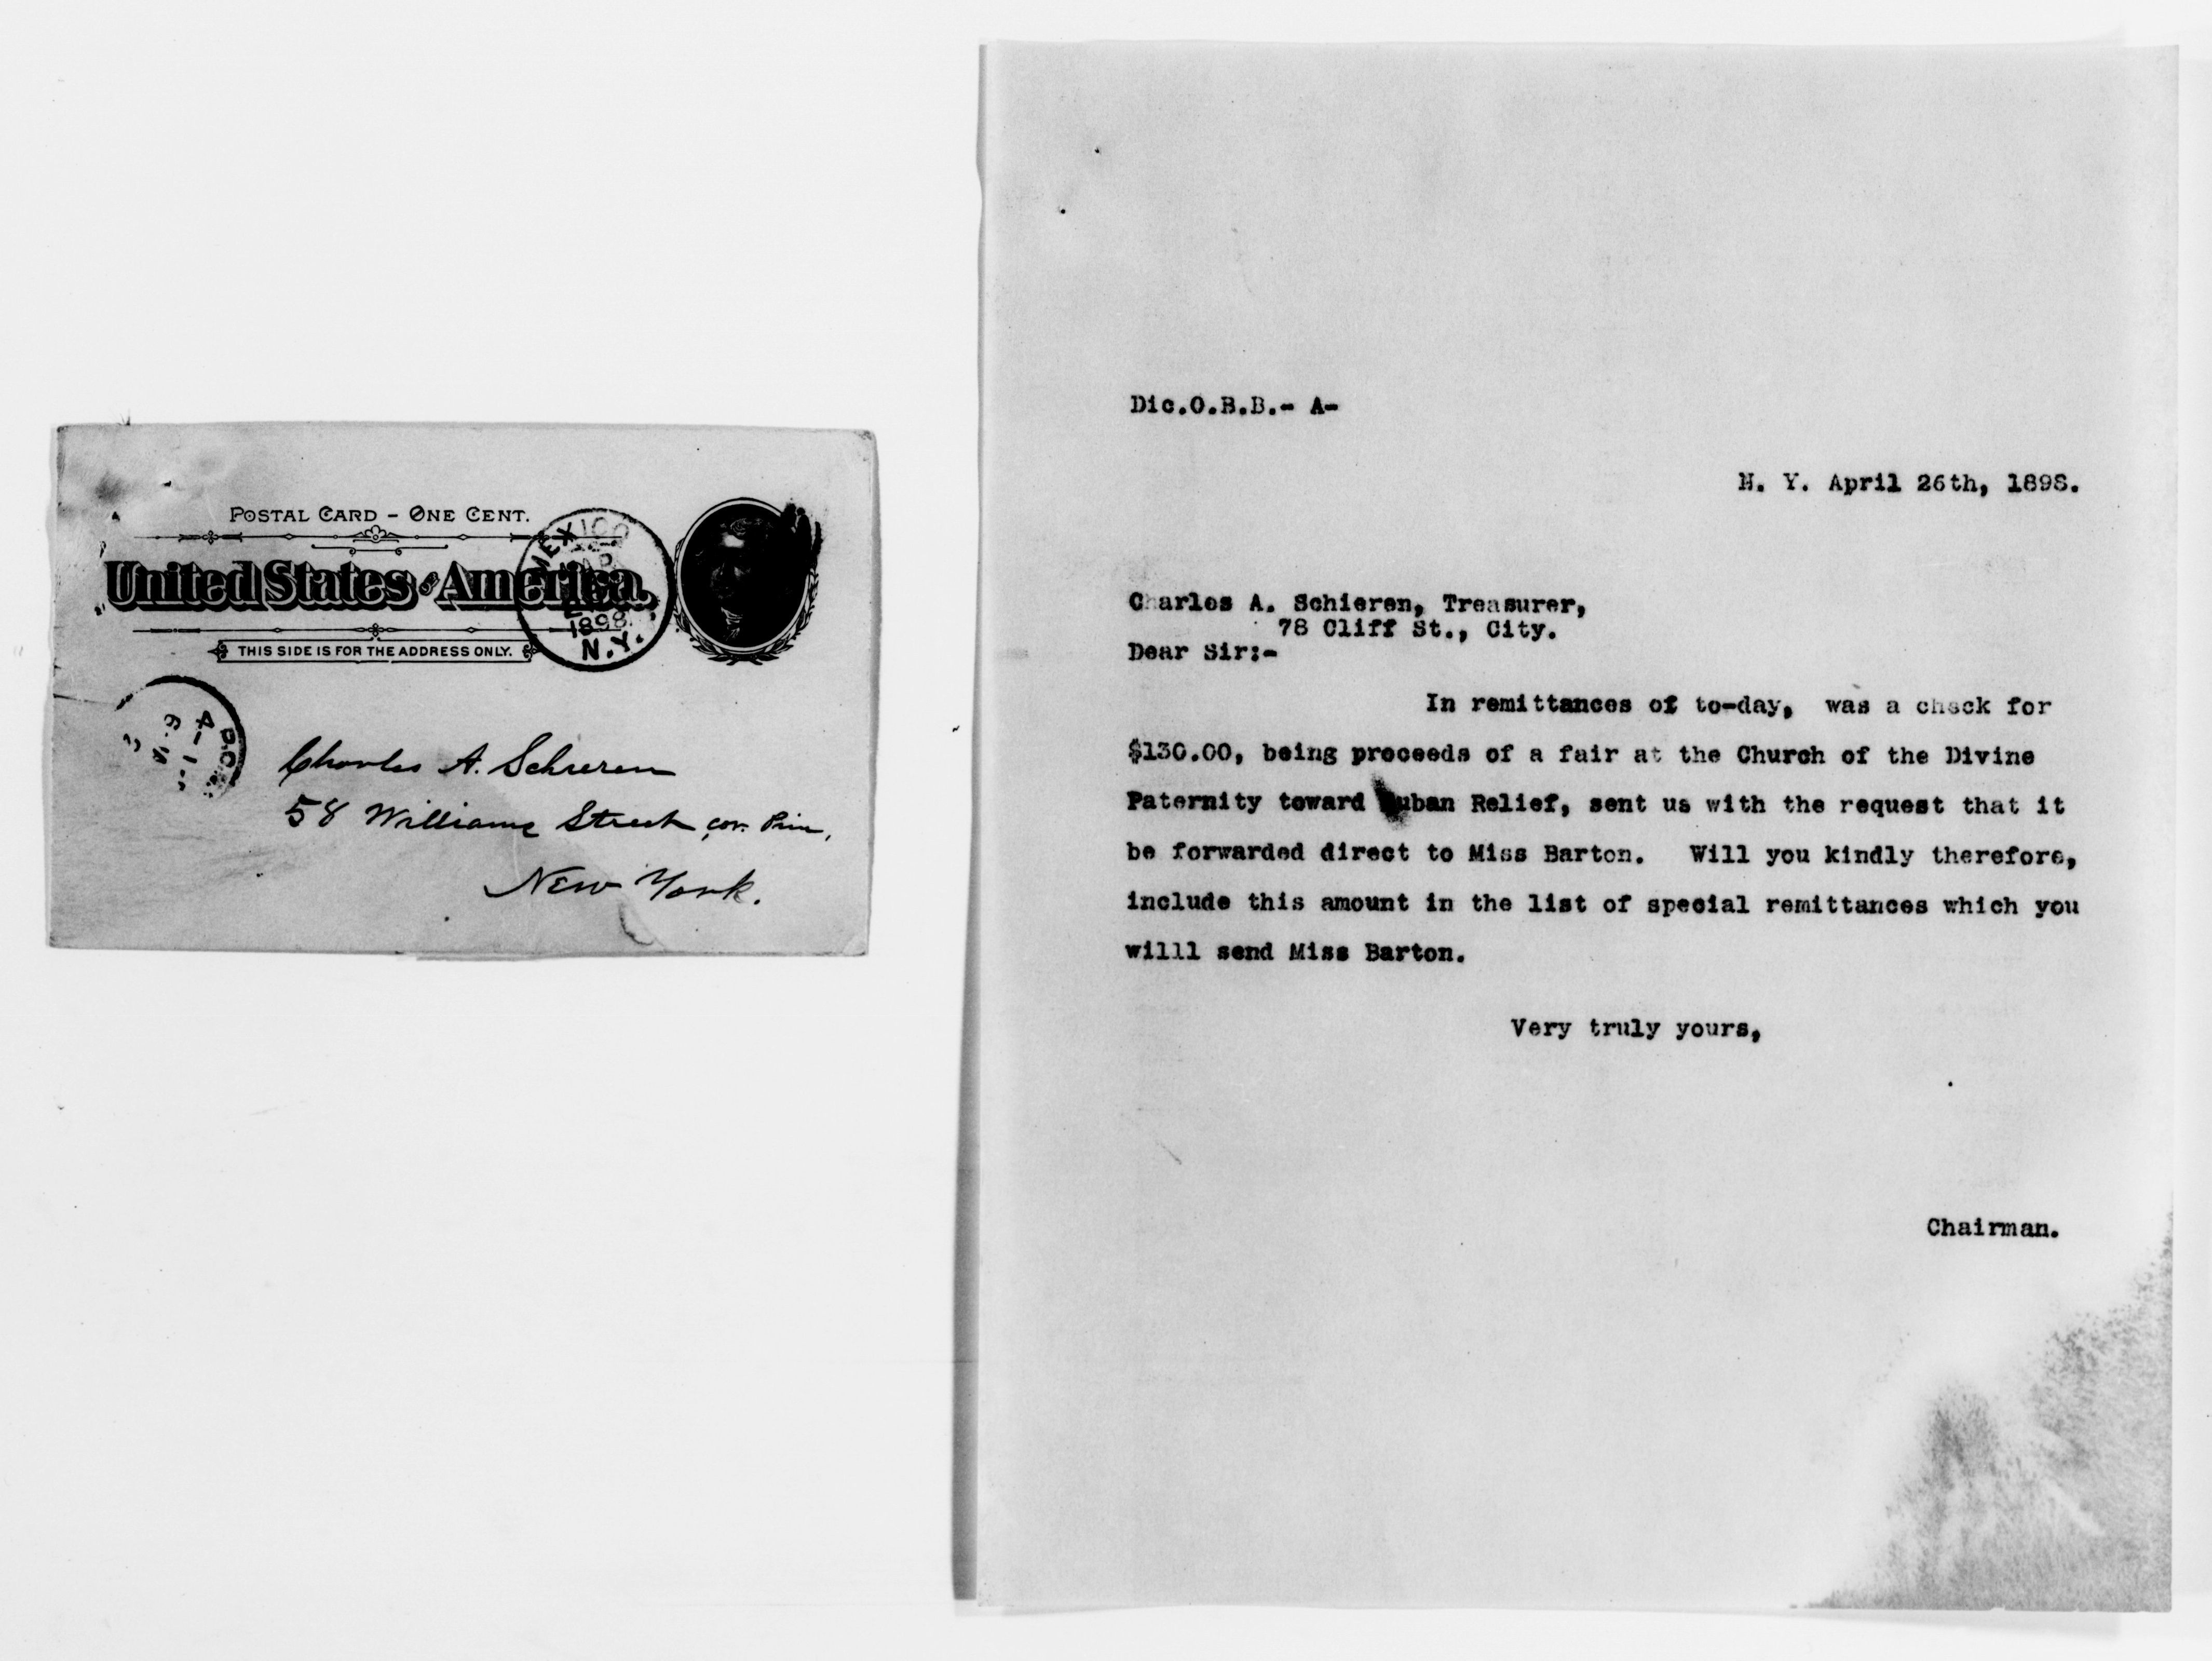 POSTAL CARD - ONE CENT.
United States of America.
THIS SIDE IS FOR THE ADDRESS ONLY.
MEXICO
1898
N.Y.
Charles A. Schieren
58 Williams Street, cor. Pine,
New York.
Dic.O.B.B.- A-
N. Y. April 26th, 1898.
Charles A. Schieren, Treasurer,
78 Cliff St., City.
Dear Sir:-
In remittances of to-day, was a check for
$130.00, being proceeds of a fair at the Church of the Divine
Paternity toward Cuban Relief, sent us with the request that it
be forwarded direct to Miss Barton. Will you kindly therefore,
include this amount in the list of special remittances which you
willl send Miss Barton.
Very truly yours,
Chairman.